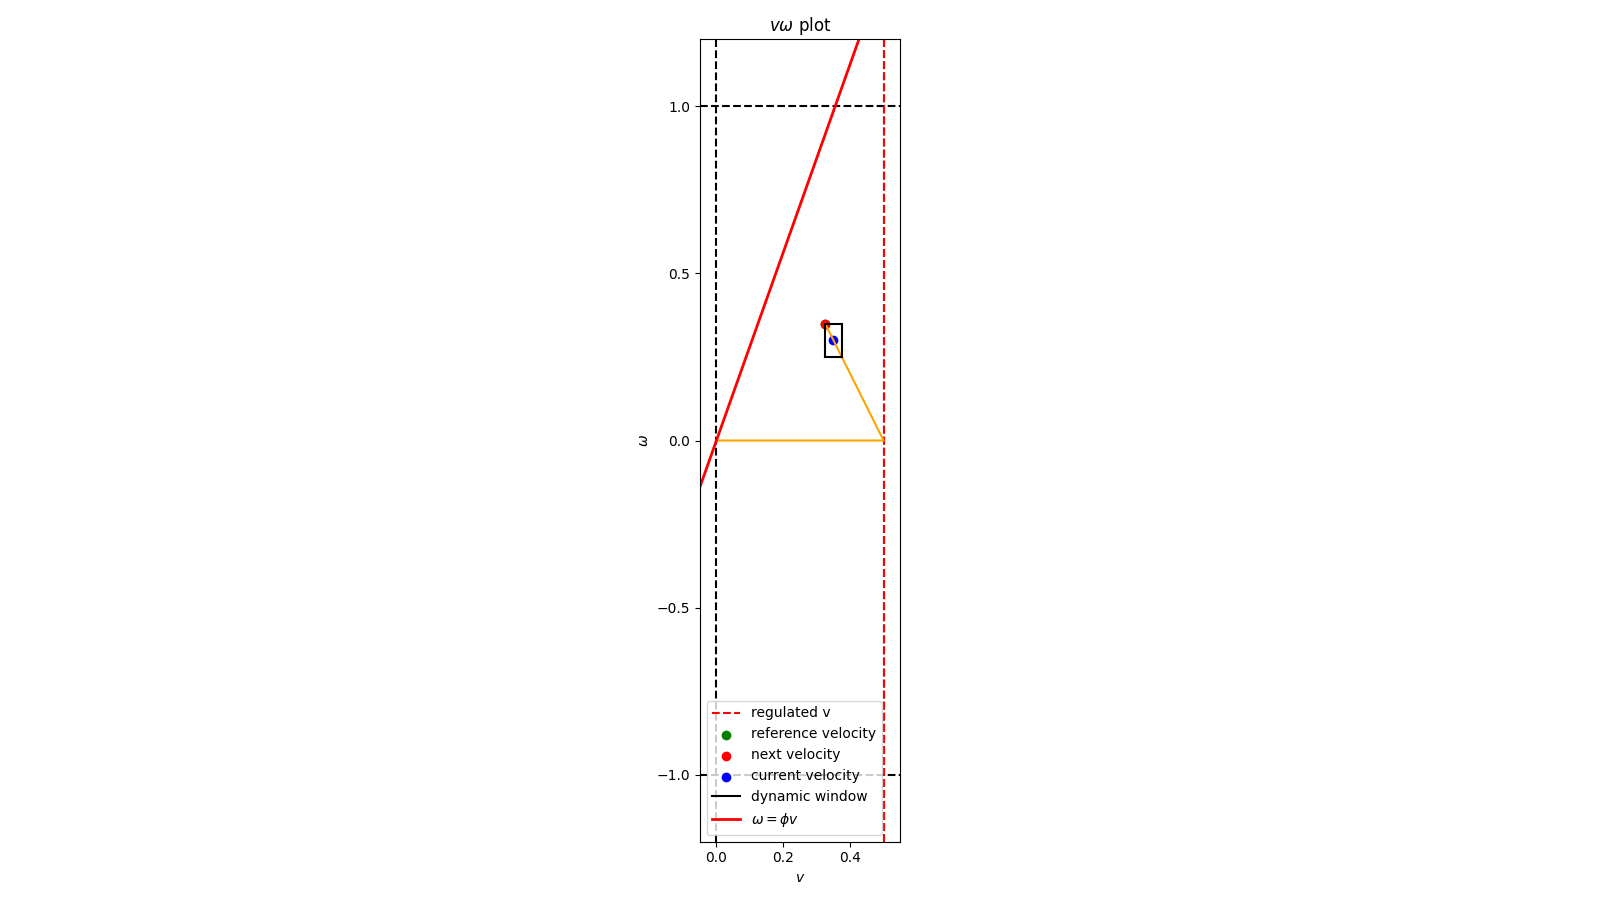 vω plot
1.0
0.5
0.0
−0.5
−1.0
ω
regulated v
reference velocity
next velocity
current velocity
dynamic window
ω = ϕv
0.0 0.2 0.4
v